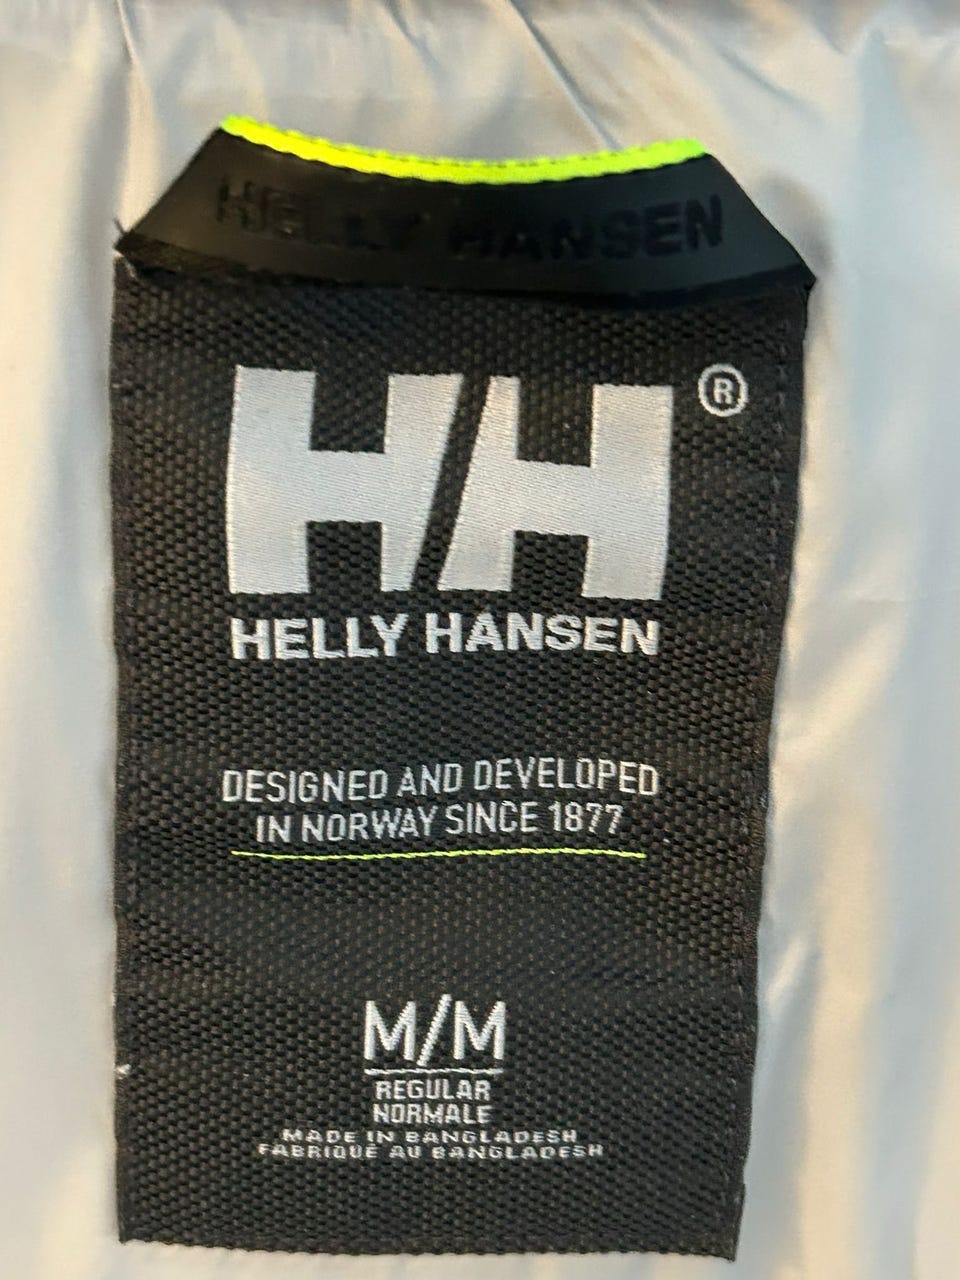 HELLY HANSEN
HH ®
HELLY HANSEN
DESIGNED AND DEVELOPED
IN NORWAY SINCE 1877
M/M
REGULAR
NORMALE
MADE IN BANGLADESH
FABRIQUÉ AU BANGLADESH